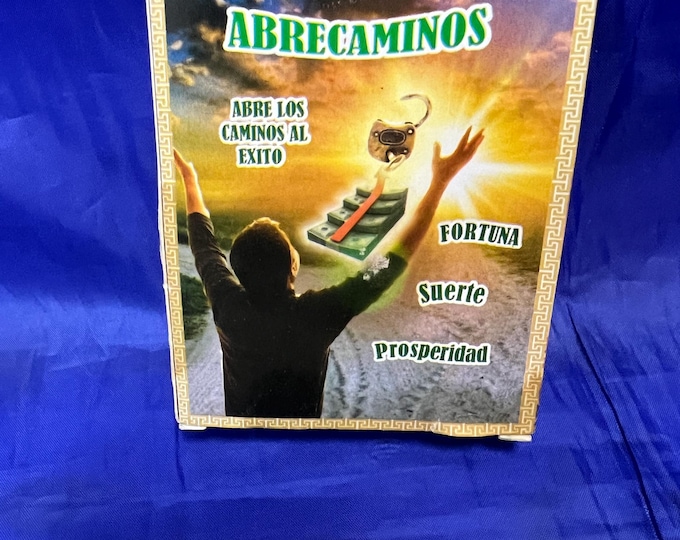 ABRECAMINOS
ABRE LOS
CAMINOS AL
EXITO
FORTUNA
Suerte
Prosperidad